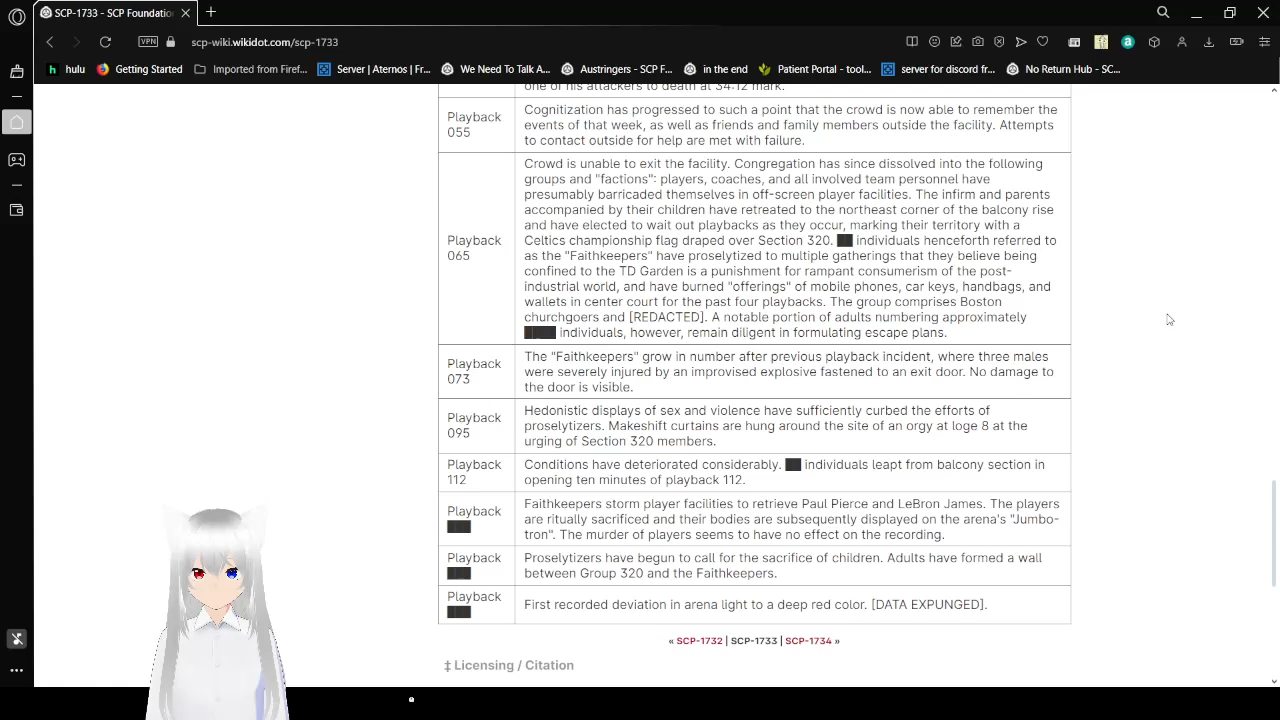 SCP-1733 - SCP Foundatio
VPN
scp-wiki.wikidot.com/scp-1733
hulu
Getting Started
Imported from Firef...
Server | Aternos | Fr...
We Need To Talk A...
Austringers - SCP F...
in the end
Patient Portal - tool...
server for discord fr...
No Return Hub - SC...
one of his attackers to death at 34:12 mark.
Playback
055
Cognitization has progressed to such a point that the crowd is now able to remember the
events of that week, as well as friends and family members outside the facility. Attempts
to contact outside for help are met with failure.
Playback
065
Crowd is unable to exit the facility. Congregation has since dissolved into the following
groups and "factions": players, coaches, and all involved team personnel have
presumably barricaded themselves in off-screen player facilities. The infirm and parents
accompanied by their children have retreated to the northeast corner of the balcony rise
and have elected to wait out playbacks as they occur, marking their territory with a
Celtics championship flag draped over Section 320. ██ individuals henceforth referred to
as the "Faithkeepers" have proselytized to multiple gatherings that they believe being
confined to the TD Garden is a punishment for rampant consumerism of the post-
industrial world, and have burned "offerings" of mobile phones, car keys, handbags, and
wallets in center court for the past four playbacks. The group comprises Boston
churchgoers and [REDACTED]. A notable portion of adults numbering approximately
████ individuals, however, remain diligent in formulating escape plans.
Playback
073
The "Faithkeepers" grow in number after previous playback incident, where three males
were severely injured by an improvised explosive fastened to an exit door. No damage to
the door is visible.
Playback
095
Hedonistic displays of sex and violence have sufficiently curbed the efforts of
proselytizers. Makeshift curtains are hung around the site of an orgy at loge 8 at the
urging of Section 320 members.
Playback
112
Conditions have deteriorated considerably. ██ individuals leapt from balcony section in
opening ten minutes of playback 112.
Playback
███
Faithkeepers storm player facilities to retrieve Paul Pierce and LeBron James. The players
are ritually sacrificed and their bodies are subsequently displayed on the arena's "Jumbo-
tron". The murder of players seems to have no effect on the recording.
Playback
███
Proselytizers have begun to call for the sacrifice of children. Adults have formed a wall
between Group 320 and the Faithkeepers.
Playback
███
First recorded deviation in arena light to a deep red color. [DATA EXPUNGED].
« SCP-1732 | SCP-1733 | SCP-1734 »
‡ Licensing / Citation